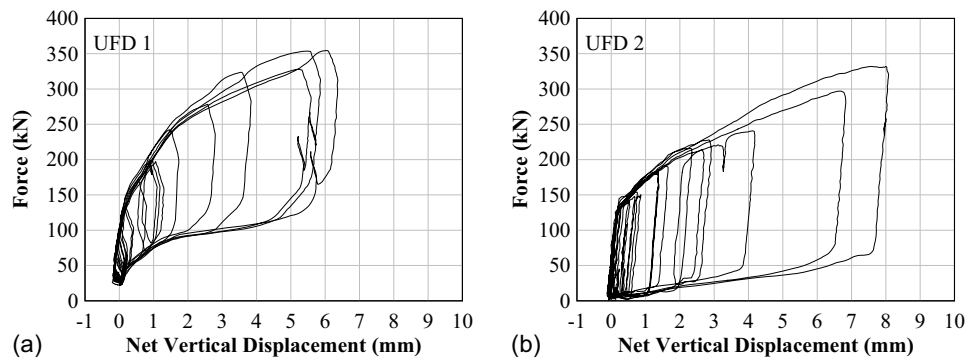 400
350
300
250
200
150
100
50
0
Force (kN)
UFD 1
-1 0 1 2 3 4 5 6 7 8 9 10
(a) Net Vertical Displacement (mm)
400
350
300
250
200
150
100
50
0
Force (kN)
UFD 2
-1 0 1 2 3 4 5 6 7 8 9 10
(b) Net Vertical Displacement (mm)